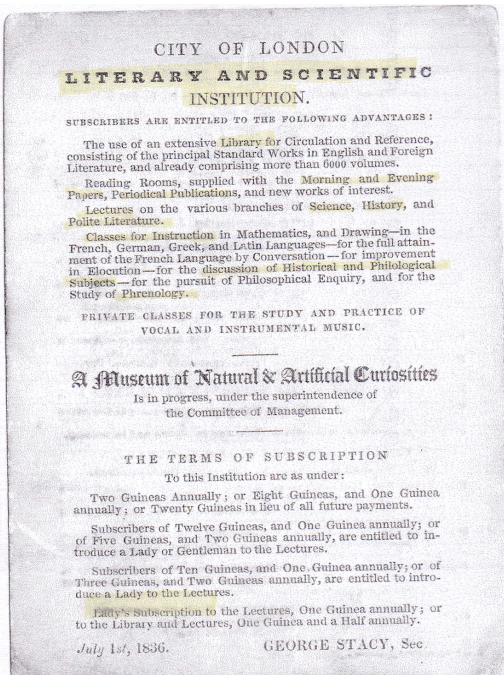 CITY OF LONDON
LITERARY AND SCIENTIFIC
INSTITUTION.
SUBSCRIBERS ARE ENTITLED TO THE FOLLOWING ADVANTAGES:
The use of an extensive Library for Circulation and Reference,
consisting of the principal Standard Works in English and Foreign
Literature, and already comprising more than 6000 volumes.
Reading Rooms, supplied with the Morning and Evening
Papers, Periodical Publications, and new works of interest.
Lectures on the various branches of Science, History, and
Polite Literature.
Classes for Instruction in Mathematics, and Drawing—in the
French, German, Greek, and Latin Languages—for the full attain-
ment of the French Language by Conversation—for improvement
in Elocution—for the discussion of Historical and Philological
Subjects—for the pursuit of Philosophical Enquiry, and for the
Study of Phrenology.
PRIVATE CLASSES FOR THE STUDY AND PRACTICE OF
VOCAL AND INSTRUMENTAL MUSIC.
A Museum of Natural & Artificial Curiosities
Is in progress, under the superintendence of
the Committee of Management.
THE TERMS OF SUBSCRIPTION
To this Institution are as under:
Two Guineas Annually; or Eight Guineas, and One Guinea
annually; or Twenty Guineas in lieu of all future payments.
Subscribers of Twelve Guineas, and One Guinea annually; or
of Five Guineas, and Two Guineas annually, are entitled to in-
troduce a Lady or Gentleman to the Lectures.
Subscribers of Ten Guineas, and One Guinea annually; or of
Three Guineas, and Two Guineas annually, are entitled to intro-
duce a Lady to the Lectures.
Lady's Subscription to the Lectures, One Guinea annually; or
to the Library and Lectures, One Guinea and a Half annually.
July 1st, 1836. GEORGE STACY, Sec